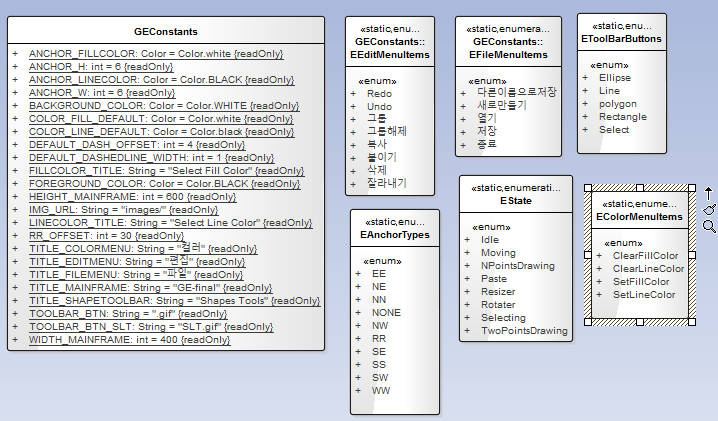 GEConstants
+ ANCHOR_FILLCOLOR: Color = Color.white {readOnly}
+ ANCHOR_H: int = 6 {readOnly}
+ ANCHOR_LINECOLOR: Color = Color.BLACK {readOnly}
+ ANCHOR_W: int = 6 {readOnly}
+ BACKGROUND_COLOR: Color = Color.WHITE {readOnly}
+ COLOR_FILL_DEFAULT: Color = Color.white {readOnly}
+ COLOR_LINE_DEFAULT: Color = Color.black {readOnly}
+ DEFAULT_DASH_OFFSET: int = 4 {readOnly}
+ DEFAULT_DASHEDLINE_WIDTH: int = 1 {readOnly}
+ FILLCOLOR_TITLE: String = "Select Fill Color" {readOnly}
+ FOREGROUND_COLOR: Color = Color.BLACK {readOnly}
+ HEIGHT_MAINFRAME: int = 600 {readOnly}
+ IMG_URL: String = "images/" {readOnly}
+ LINECOLOR_TITLE: String = "Select Line Color" {readOnly}
+ RR_OFFSET: int = 30 {readOnly}
+ TITLE_COLORMENU: String = "컬러" {readOnly}
+ TITLE_EDITMENU: String = "편집" {readOnly}
+ TITLE_FILEMENU: String = "파일" {readOnly}
+ TITLE_MAINFRAME: String = "GE-final" {readOnly}
+ TITLE_SHAPETOOLBAR: String = "Shapes Tools" {readOnly}
+ TOOLBAR_BTN: String = ".gif" {readOnly}
+ TOOLBAR_BTN_SLT: String = "SLT.gif" {readOnly}
+ WIDTH_MAINFRAME: int = 400 {readOnly}
«static,enu...
GEConstants::
EEditMenuItems
«enum»
+ Redo
+ Undo
+ 그룹
+ 그룹해제
+ 복사
+ 붙이기
+ 삭제
+ 잘라내기
«static,enumera...
GEConstants::
EFileMenuItems
«enum»
+ 다른이름으로저장
+ 새로만들기
+ 열기
+ 저장
+ 종료
«static,enum...
EToolBarButtons
«enum»
+ Ellipse
+ Line
+ polygon
+ Rectangle
+ Select
«static,enu...
EAnchorTypes
«enum»
+ EE
+ NE
+ NN
+ NONE
+ NW
+ RR
+ SE
+ SS
+ SW
+ WW
«static,enumerati...
EState
«enum»
+ Idle
+ Moving
+ NPointsDrawing
+ Paste
+ Resizer
+ Rotater
+ Selecting
+ TwoPointsDrawing
«static,enume...
EColorMenuItems
«enum»
+ ClearFillColor
+ ClearLineColor
+ SetFillColor
+ SetLineColor